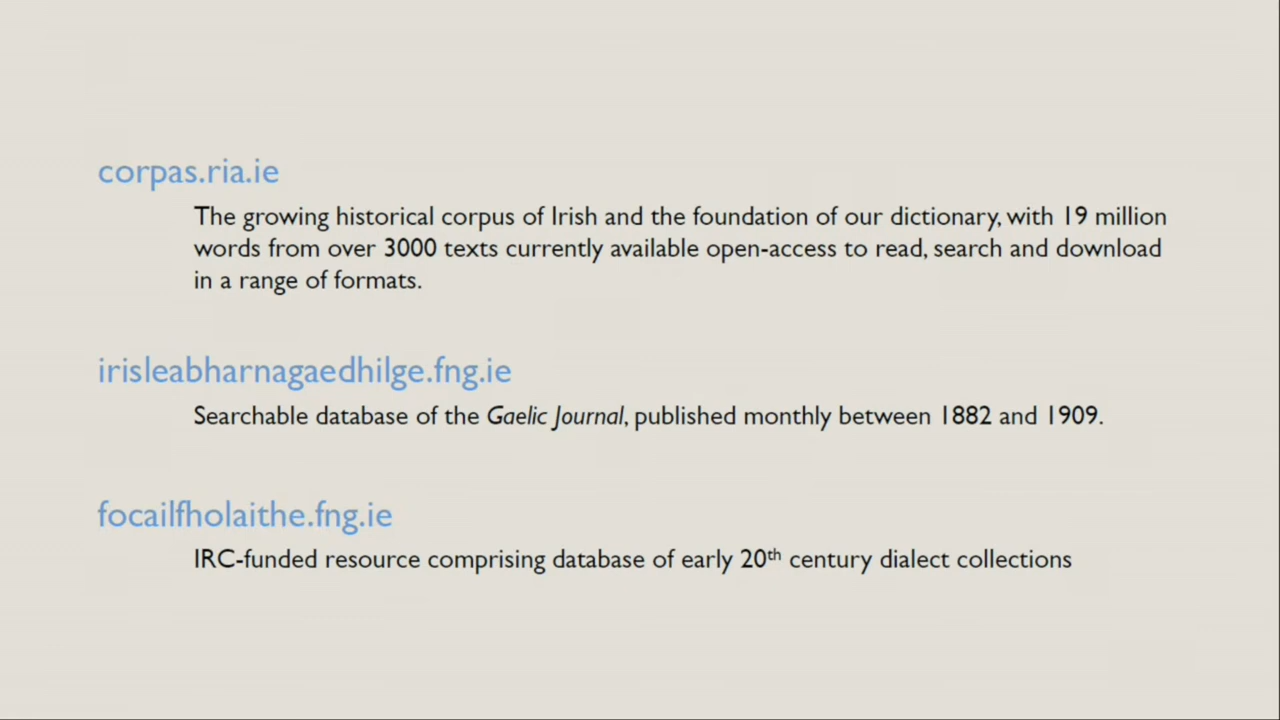 corpas.ria.ie
The growing historical corpus of Irish and the foundation of our dictionary, with 19 million
words from over 3000 texts currently available open-access to read, search and download
in a range of formats.
irisleabharnagaedhilge.fng.ie
Searchable database of the Gaelic Journal, published monthly between 1882 and 1909.
focailfholaithe.fng.ie
IRC-funded resource comprising database of early 20th century dialect collections